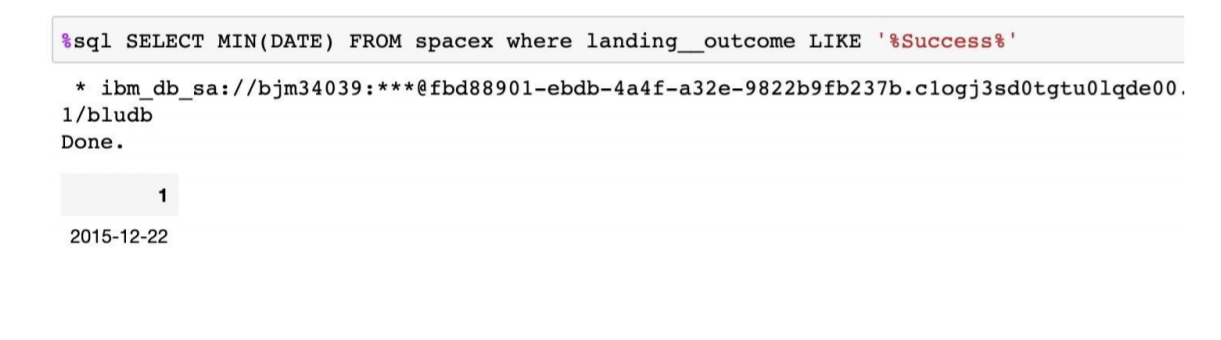 %sql SELECT MIN(DATE) FROM spacex where landing__outcome LIKE '%Success%'
* ibm_db_sa://bjm34039:***@fbd88901-ebdb-4a4f-a32e-9822b9fb237b.c1ogj3sd0tgtu0lqde00.
1/bludb
Done.
1
2015-12-22